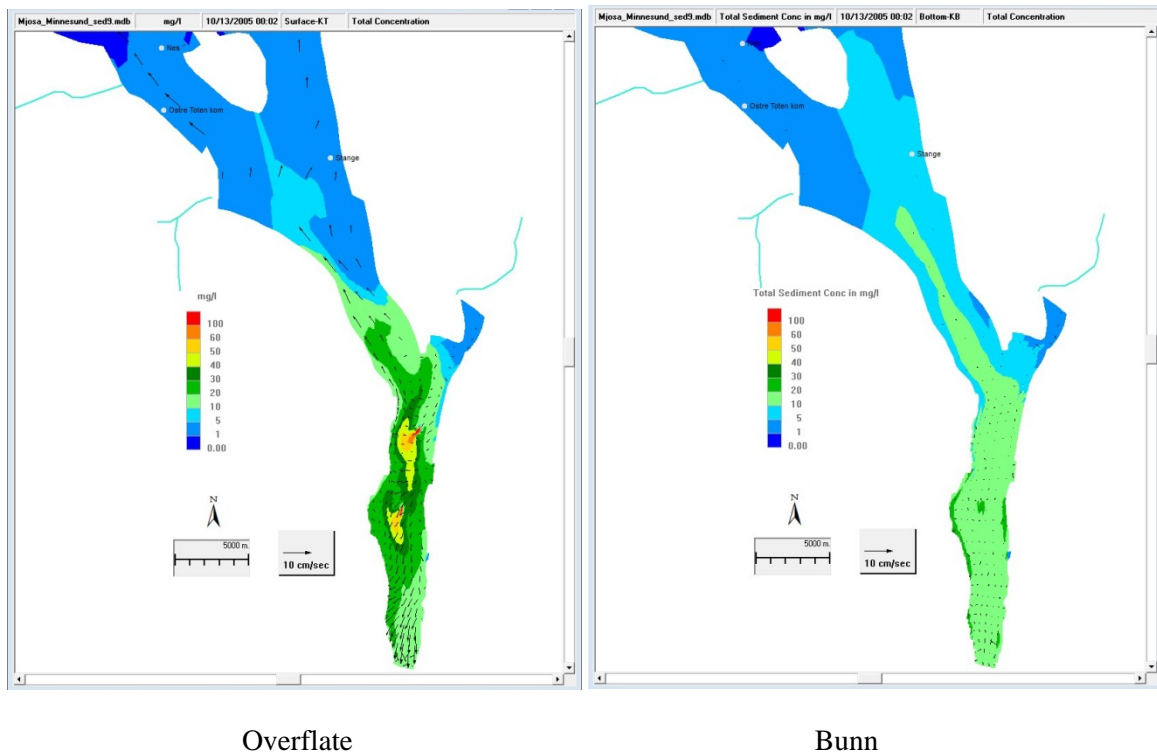 Mjosa_Minnesund_sed9.mdb mg/l 10/13/2005 00:02 Surface-KT Total Concentration
Nes
Ostre Toten kom
Stange
mg/l
100
60
50
40
30
20
10
5
1
0.00
N
5000 m.
10 cm/sec
Mjosa_Minnesund_sed9.mdb Total Sediment Conc in mg/l 10/13/2005 00:02 Bottom-KB Total Concentration
Ostre Toten kom
Stange
Total Sediment Conc in mg/l
100
60
50
40
30
20
10
5
1
0.00
N
5000 m.
10 cm/sec
Overflate
Bunn